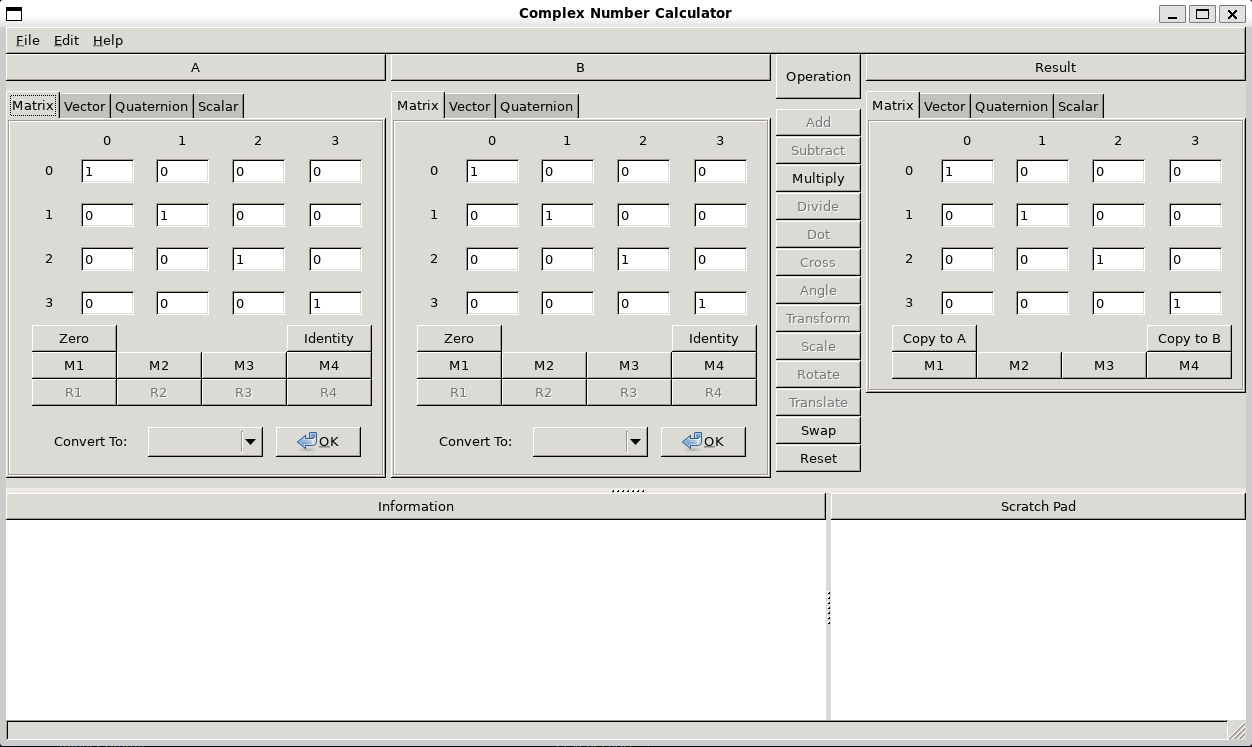 Complex Number Calculator
File Edit Help
A B Operation Result
Matrix Vector Quaternion Scalar Matrix Vector Quaternion Matrix Vector Quaternion Scalar
0 1 2 3 0 1 2 3 Add 0 1 2 3
Subtract
0 1 0 0 0 0 1 0 0 0 Multiply 0 1 0 0 0
Divide
1 0 1 0 0 1 0 1 0 0 Dot 1 0 1 0 0
2 0 0 1 0 2 0 0 1 0 Cross 2 0 0 1 0
Angle
3 0 0 0 1 3 0 0 0 1 Transform 3 0 0 0 1
Zero Identity Zero Identity Scale Copy to A Copy to B
M1 M2 M3 M4 M1 M2 M3 M4 Rotate M1 M2 M3 M4
R1 R2 R3 R4 R1 R2 R3 R4 Translate
Swap
Convert To: OK Convert To: OK Reset
Information Scratch Pad